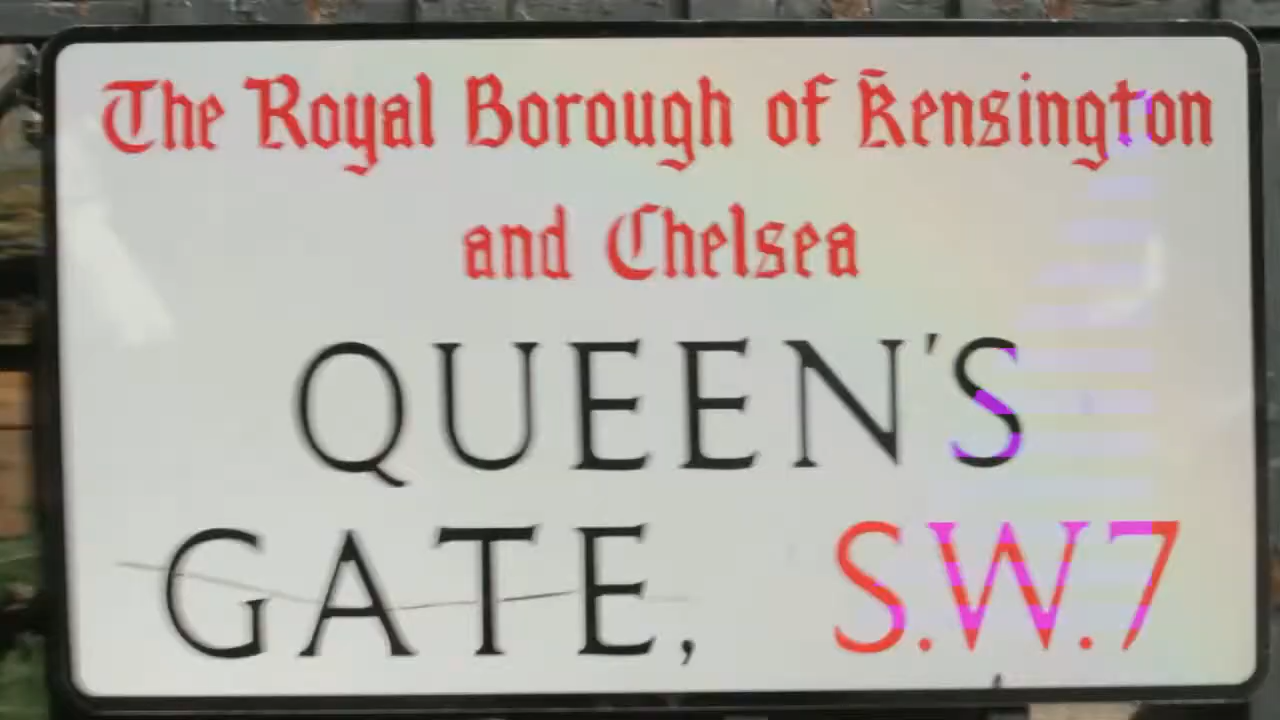 The Royal Borough of Kensington
and Chelsea
QUEEN'S
GATE, S.W.7